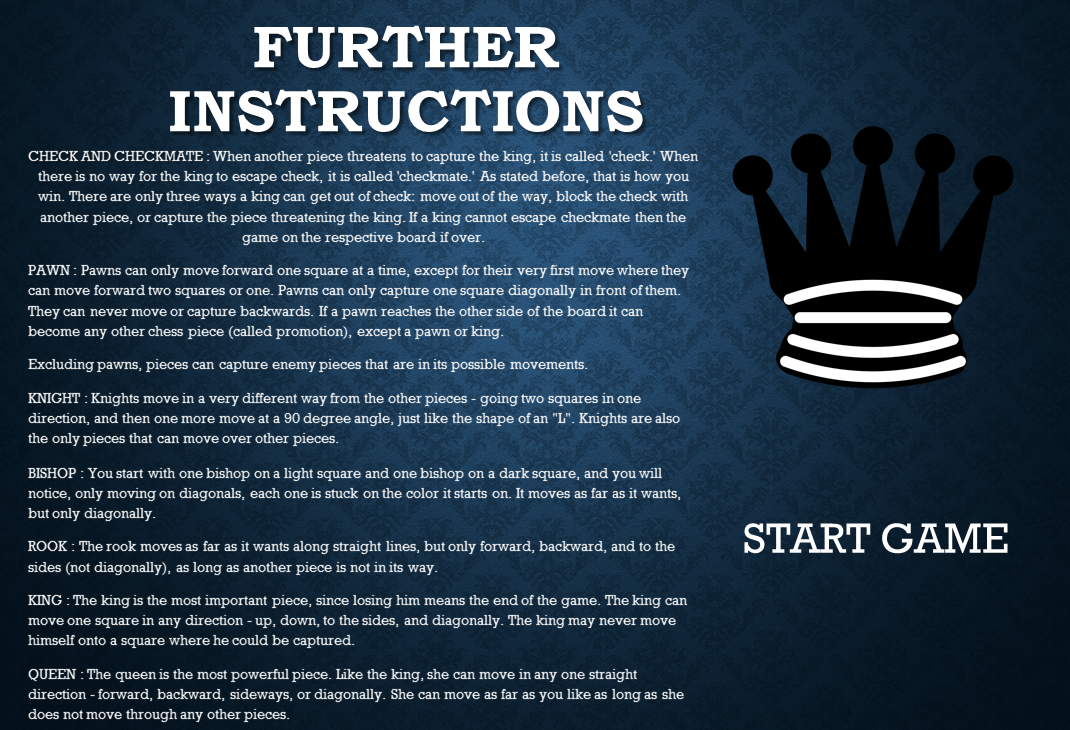 FURTHER
INSTRUCTIONS
CHECK AND CHECKMATE : When another piece threatens to capture the king, it is called 'check.' When
there is no way for the king to escape check, it is called 'checkmate.' As stated before, that is how you
win. There are only three ways a king can get out of check: move out of the way, block the check with
another piece, or capture the piece threatening the king. If a king cannot escape checkmate then the
game on the respective board if over.
PAWN : Pawns can only move forward one square at a time, except for their very first move where they
can move forward two squares or one. Pawns can only capture one square diagonally in front of them.
They can never move or capture backwards. If a pawn reaches the other side of the board it can
become any other chess piece (called promotion), except a pawn or king.
Excluding pawns, pieces can capture enemy pieces that are in its possible movements.
KNIGHT : Knights move in a very different way from the other pieces - going two squares in one
direction, and then one more move at a 90 degree angle, just like the shape of an "L". Knights are also
the only pieces that can move over other pieces.
BISHOP : You start with one bishop on a light square and one bishop on a dark square, and you will
notice, only moving on diagonals, each one is stuck on the color it starts on. It moves as far as it wants,
but only diagonally.
ROOK : The rook moves as far as it wants along straight lines, but only forward, backward, and to the
sides (not diagonally), as long as another piece is not in its way.
KING : The king is the most important piece, since losing him means the end of the game. The king can
move one square in any direction - up, down, to the sides, and diagonally. The king may never move
himself onto a square where he could be captured.
QUEEN : The queen is the most powerful piece. Like the king, she can move in any one straight
direction - forward, backward, sideways, or diagonally. She can move as far as you like as long as she
does not move through any other pieces.
START GAME